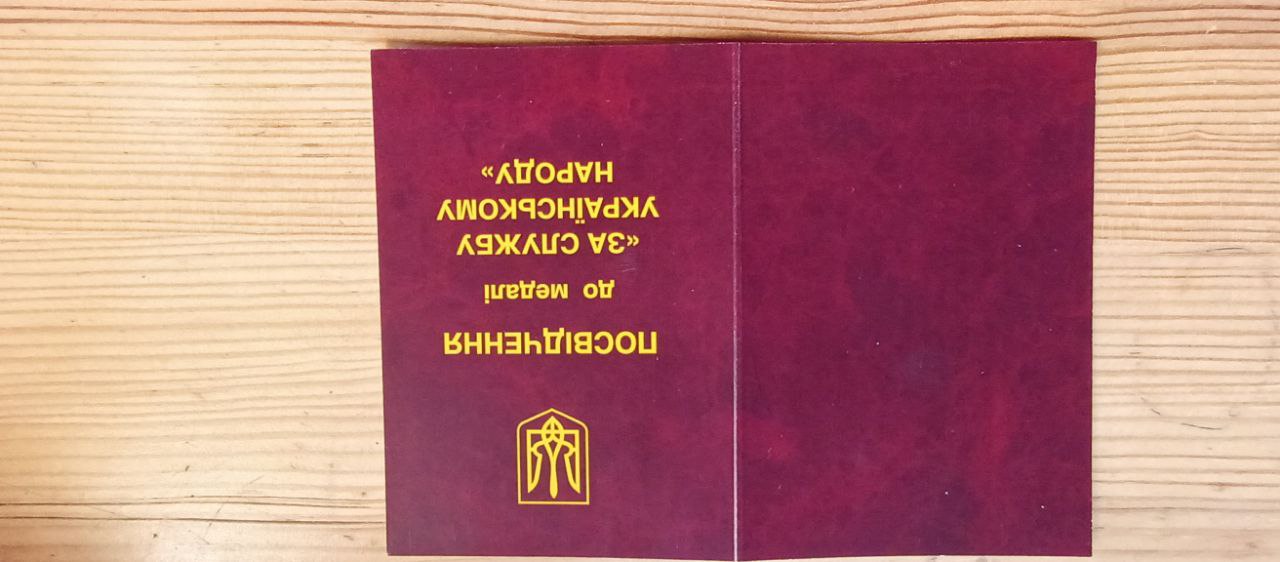 ПОСВІДЧЕННЯ
до медалі
«ЗА СЛУЖБУ
УКРАЇНСЬКОМУ
НАРОДУ»